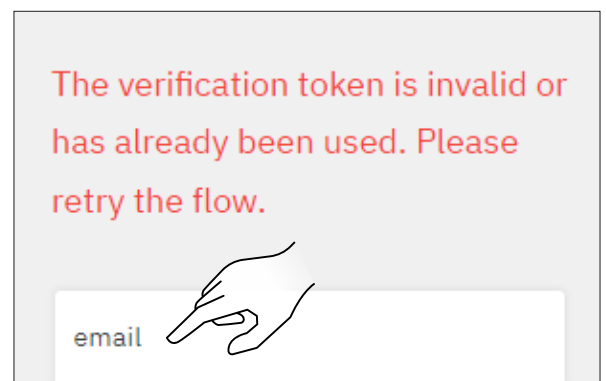 The verification token is invalid or
has already been used. Please
retry the flow.
email